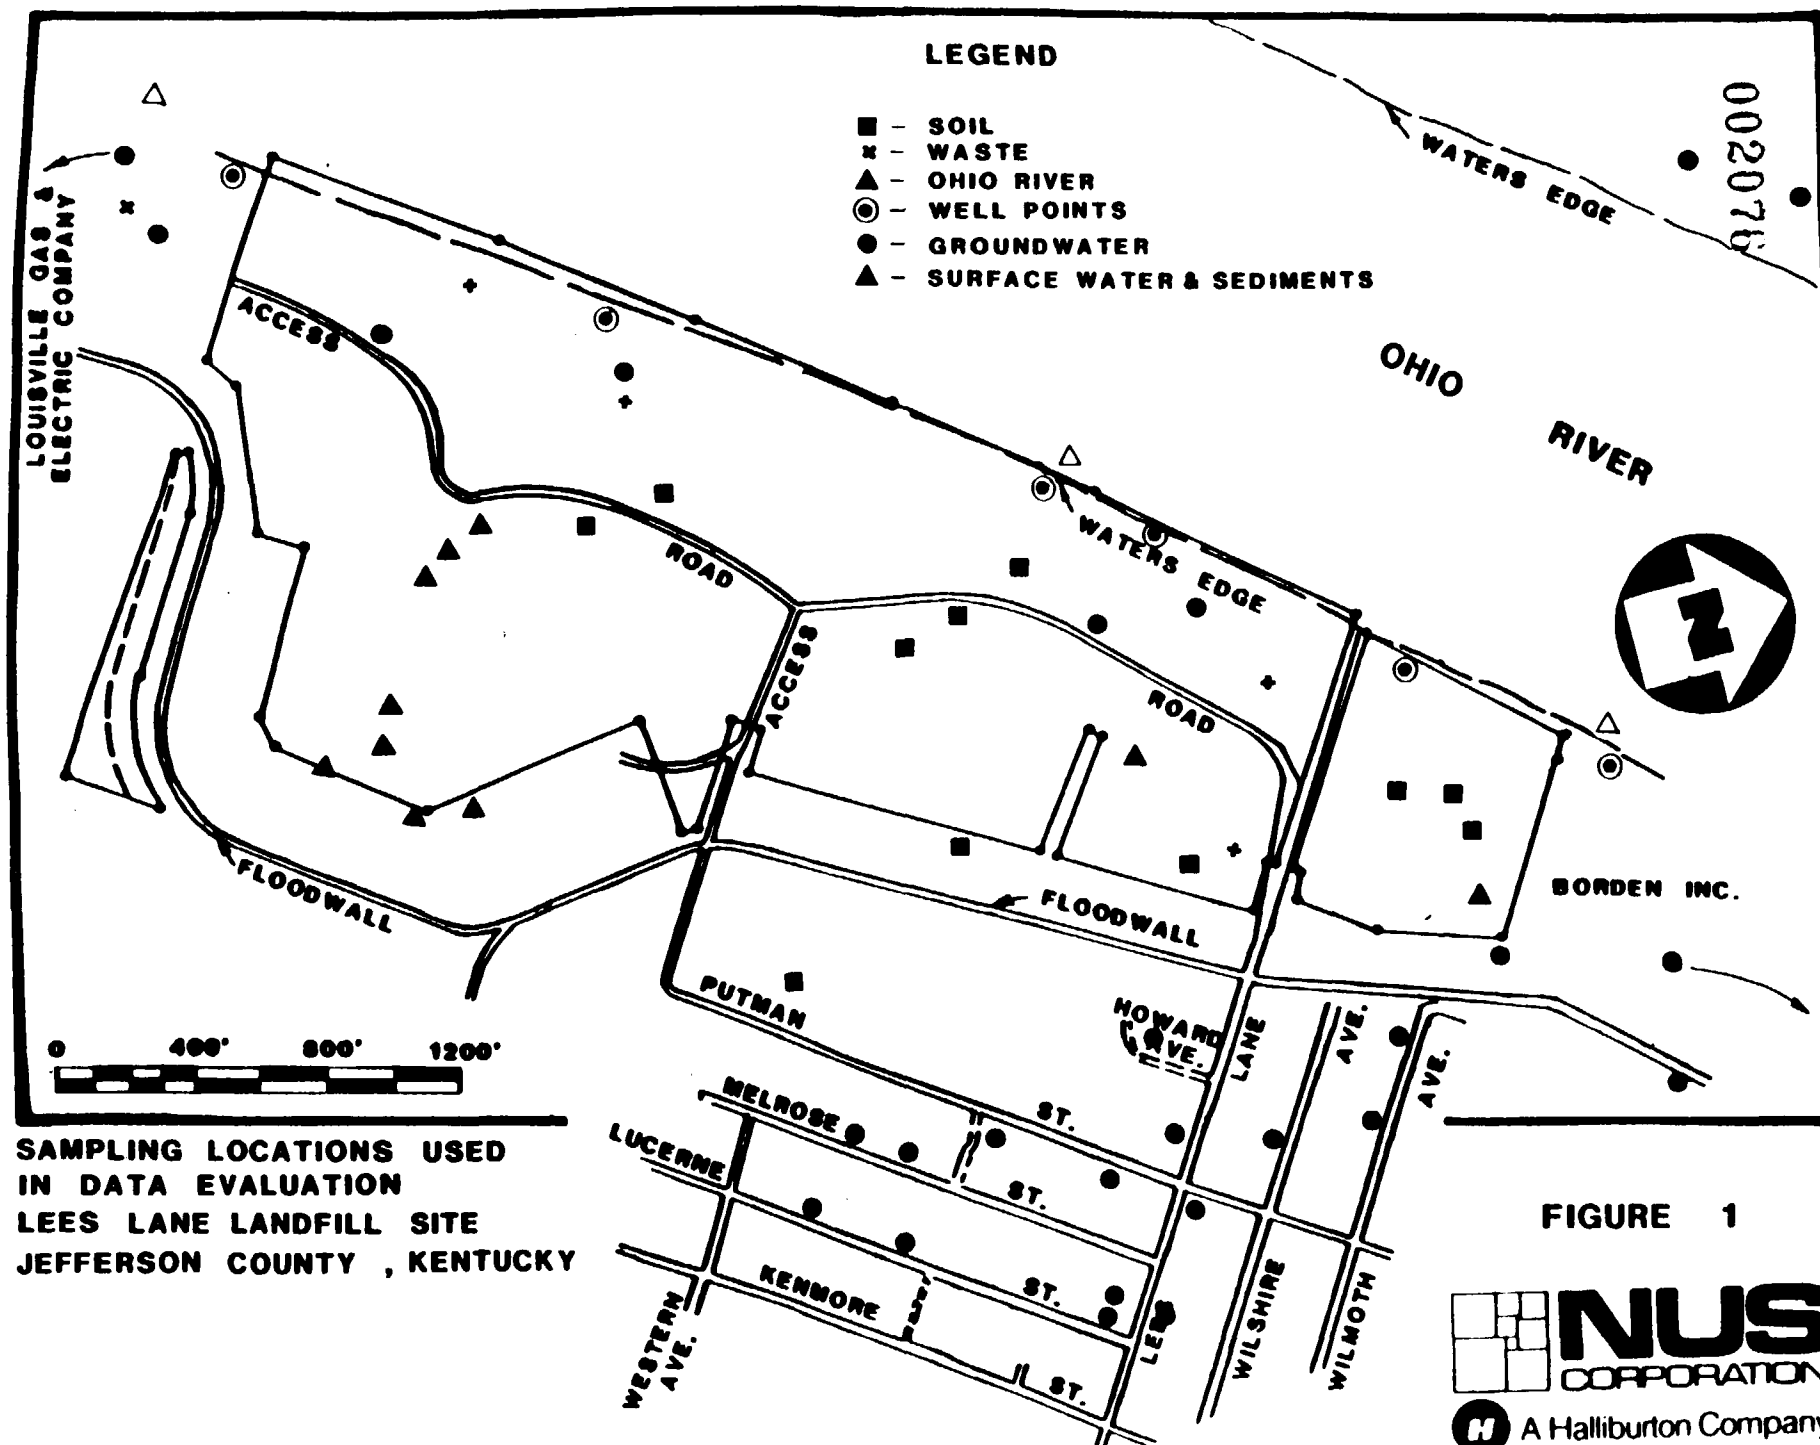 LEGEND
■ - SOIL
x - WASTE
▲ - OHIO RIVER
◉ - WELL POINTS
● - GROUNDWATER
▲ - SURFACE WATER & SEDIMENTS
002076
WATERS EDGE
LOUISVILLE GAS &
ELECTRIC COMPANY
ACCESS
ROAD
OHIO
RIVER
WATERS EDGE
N
ACCESS
ROAD
BORDEN INC.
FLOODWALL
FLOODWALL
PUTMAN
ST.
HOWARD
AVE.
LANE
AVE.
AVE.
0 400' 800' 1200'
MELROSE
ST.
LUCERNE
ST.
KENMORE
ST.
WESTERN
AVE.
LEES
WILSHIRE
WILMOTH
SAMPLING LOCATIONS USED
IN DATA EVALUATION
LEES LANE LANDFILL SITE
JEFFERSON COUNTY , KENTUCKY
FIGURE 1
NUS
CORPORATION
H A Halliburton Company